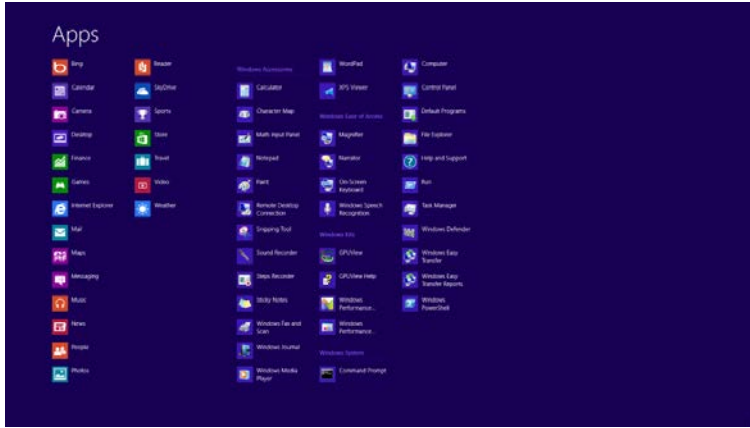 Apps
Bing
Calendar
Camera
Desktop
Finance
Games
Internet Explorer
Mail
Maps
Messaging
Music
News
People
Photos
Reader
SkyDrive
Sports
Store
Travel
Video
Weather
Windows Accessories
Calculator
Character Map
Math Input Panel
Notepad
Paint
Remote Desktop
Connection
Snipping Tool
Sound Recorder
Steps Recorder
Sticky Notes
Windows Fax and
Scan
Windows Journal
Windows Media
Player
WordPad
XPS Viewer
Windows Ease of Access
Magnifier
Narrator
On-Screen
Keyboard
Windows Speech
Recognition
Windows Kits
GPUView
GPUView Help
Windows
Performance...
Windows
Performance...
Windows System
Command Prompt
Computer
Control Panel
Default Programs
File Explorer
Help and Support
Run
Task Manager
Windows Defender
Windows Easy
Transfer
Windows Easy
Transfer Reports
Windows
PowerShell